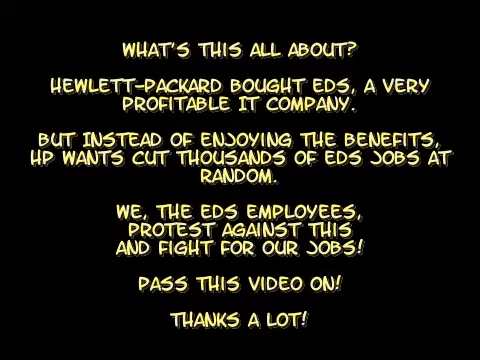 WHAT'S THIS ALL ABOUT?
HEWLETT-PACKARD BOUGHT EDS, A VERY
PROFITABLE IT COMPANY.
BUT INSTEAD OF ENJOYING THE BENEFITS,
HP WANTS CUT THOUSANDS OF EDS JOBS AT
RANDOM.
WE, THE EDS EMPLOYEES,
PROTEST AGAINST THIS
AND FIGHT FOR OUR JOBS!
PASS THIS VIDEO ON!
THANKS A LOT!